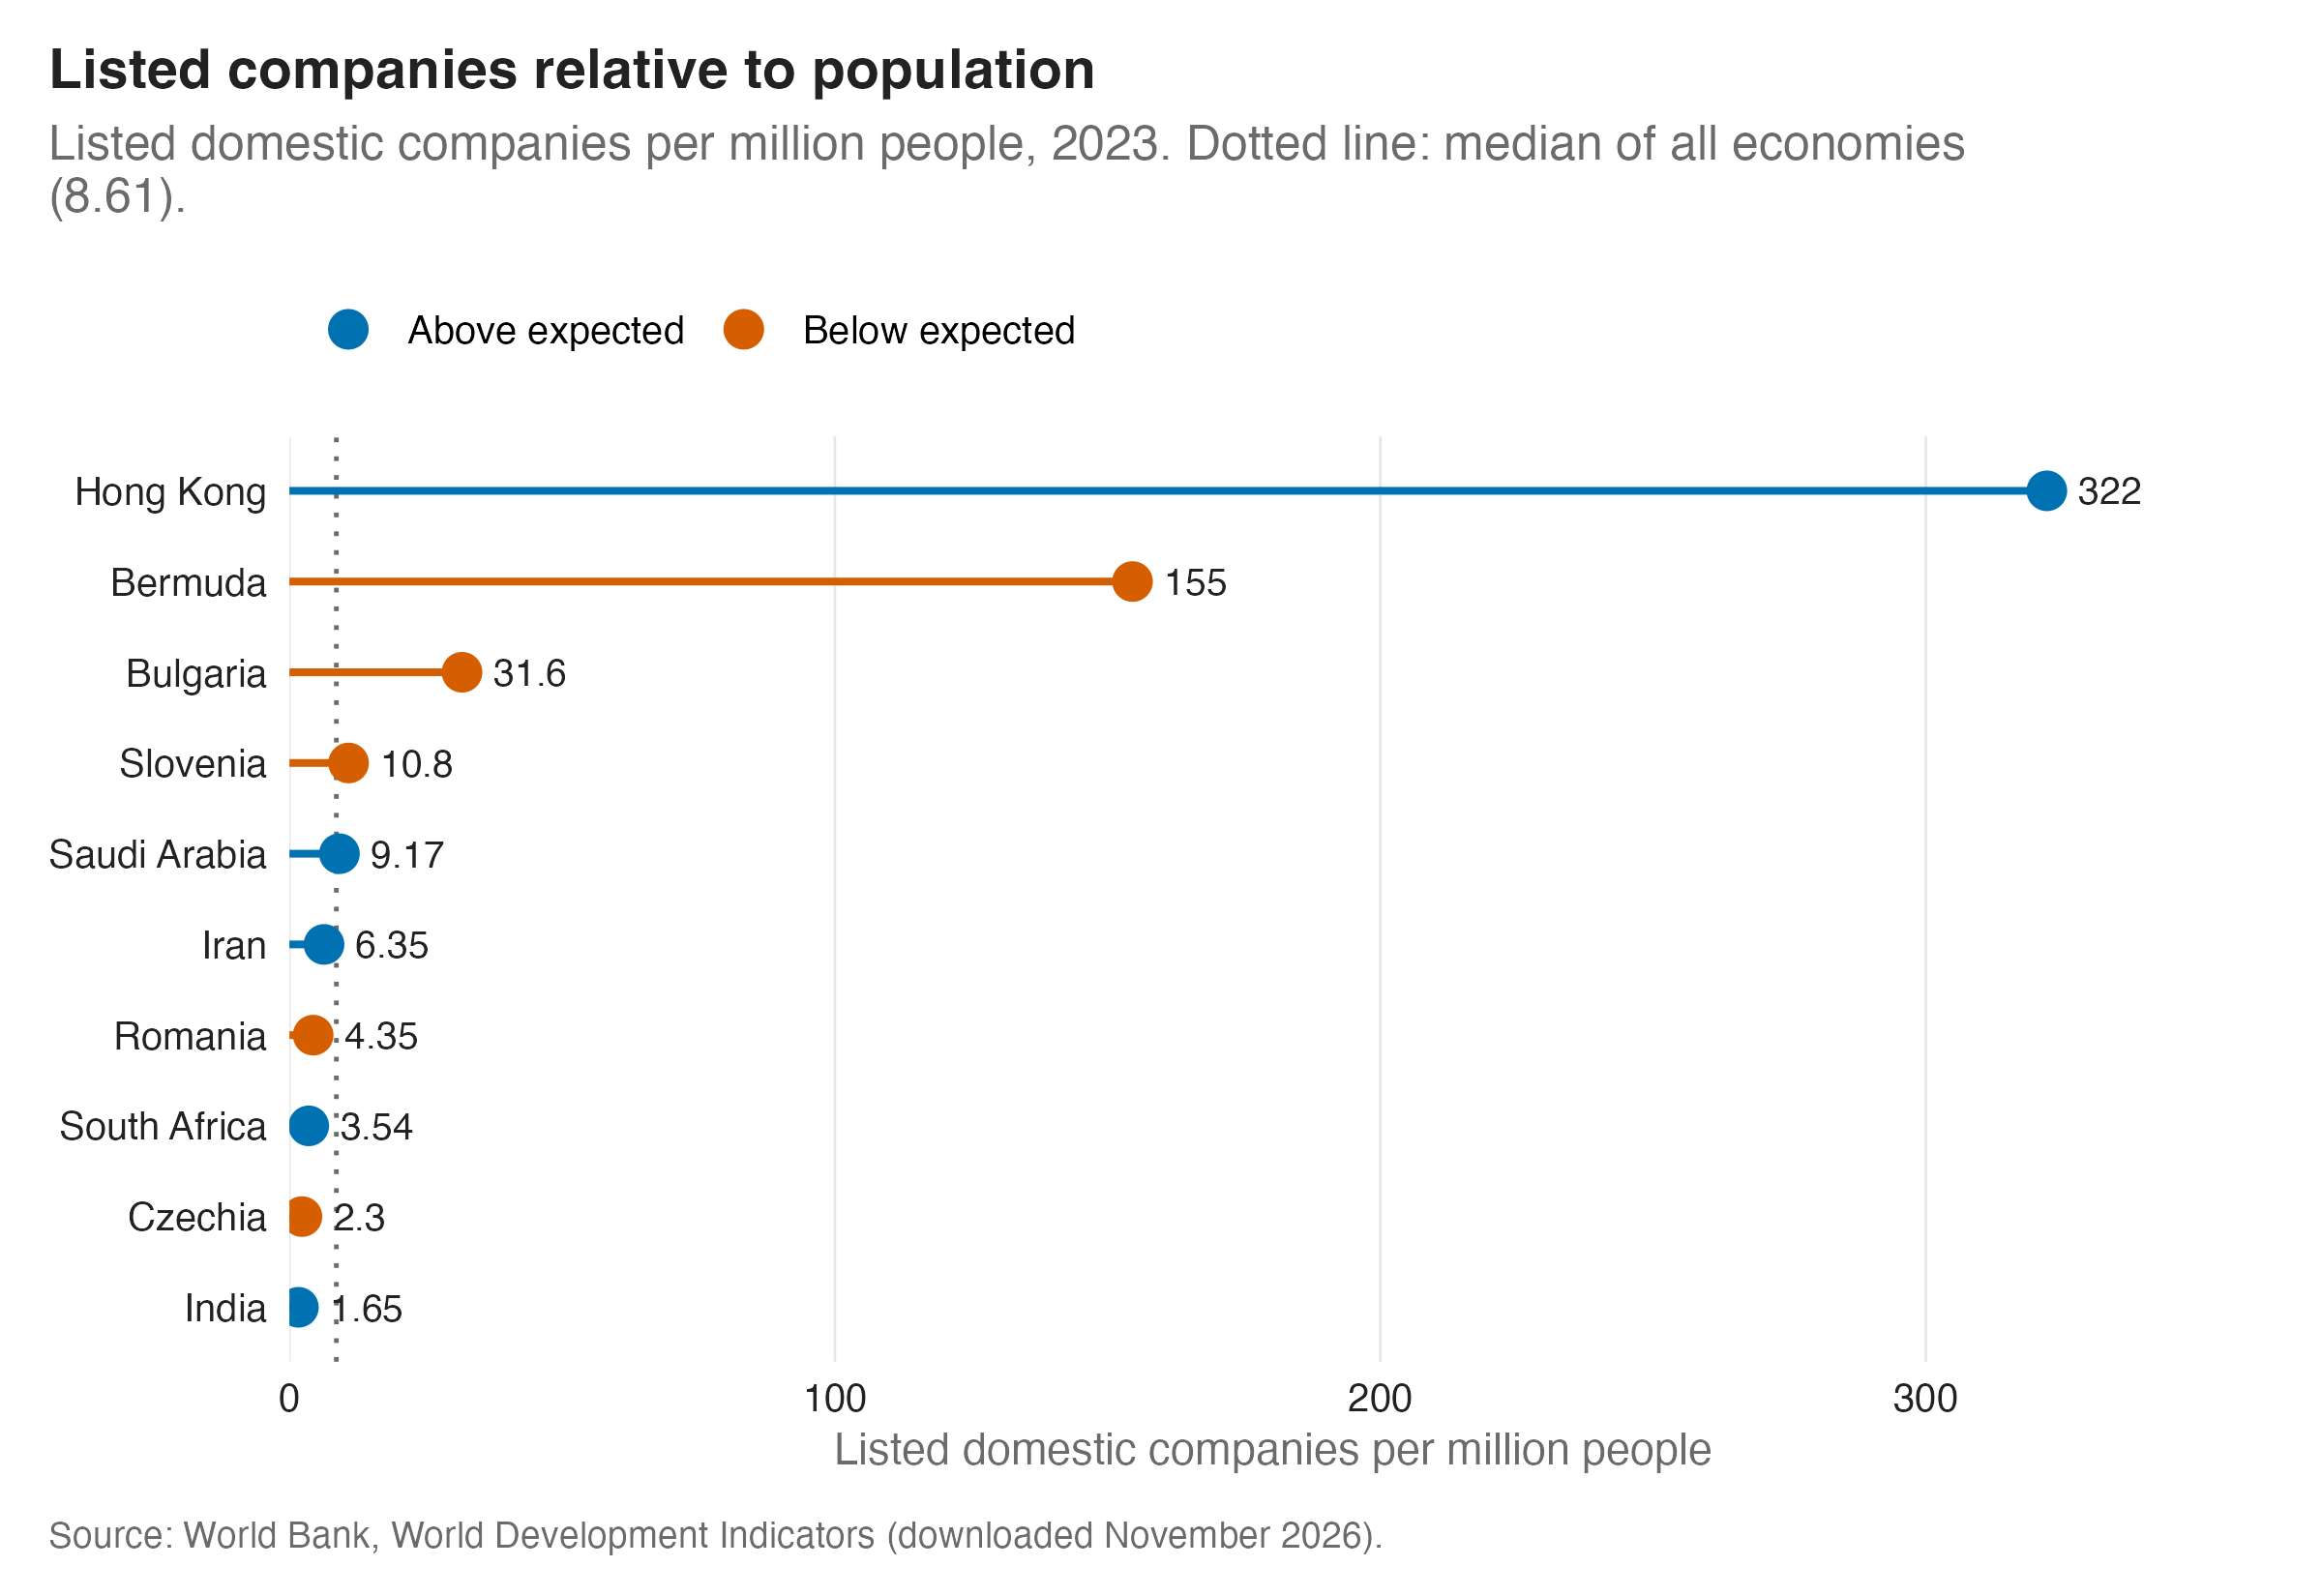 Listed companies relative to population
Listed domestic companies per million people, 2023. Dotted line: median of all economies
(8.61).
Above expected
Below expected
Hong Kong 322
Bermuda 155
Bulgaria 31.6
Slovenia 10.8
Saudi Arabia 9.17
Iran 6.35
Romania 4.35
South Africa 3.54
Czechia 2.3
India 1.65
0 100 200 300
Listed domestic companies per million people
Source: World Bank, World Development Indicators (downloaded November 2026).